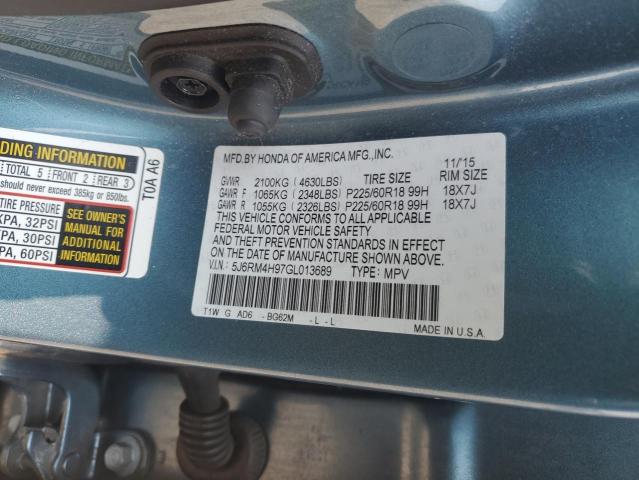 DING INFORMATION
TOTAL 5 FRONT 2 REAR 3
should never exceed 385kg or 850lbs.
TIRE PRESSURE
KPA, 32PSI
PA, 30PSI
PA, 60PSI
SEE OWNER'S
MANUAL FOR
ADDITIONAL
INFORMATION
T0A A6
MFD.BY HONDA OF AMERICA MFG.,INC. 11/15
GVWR 2100KG (4630LBS) TIRE SIZE RIM SIZE
GAWR F 1065KG (2348LBS) P225/60R18 99H 18X7J
GAWR R 1055KG (2326LBS) P225/60R18 99H 18X7J
THIS VEHICLE CONFORMS TO ALL APPLICABLE
FEDERAL MOTOR VEHICLE SAFETY
AND THEFT PREVENTION STANDARDS IN EFFECT
ON THE DATE OF MANUFACTURE SHOWN ABOVE.
V.I.N.: 5J6RM4H97GL013689 TYPE: MPV
T1W G AD6 - BG62M - L - L
MADE IN U.S.A.